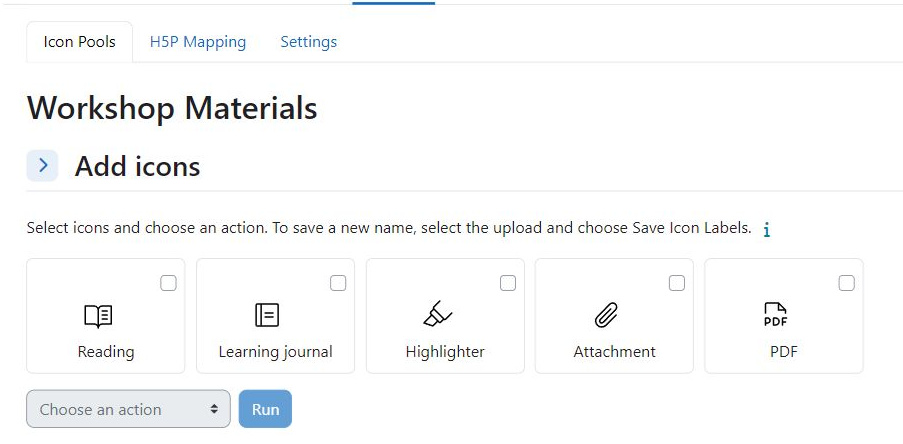 Icon Pools H5P Mapping Settings
Workshop Materials
Add icons
Select icons and choose an action. To save a new name, select the upload and choose Save Icon Labels. i
PDF
Reading Learning journal Highlighter Attachment PDF
Choose an action Run